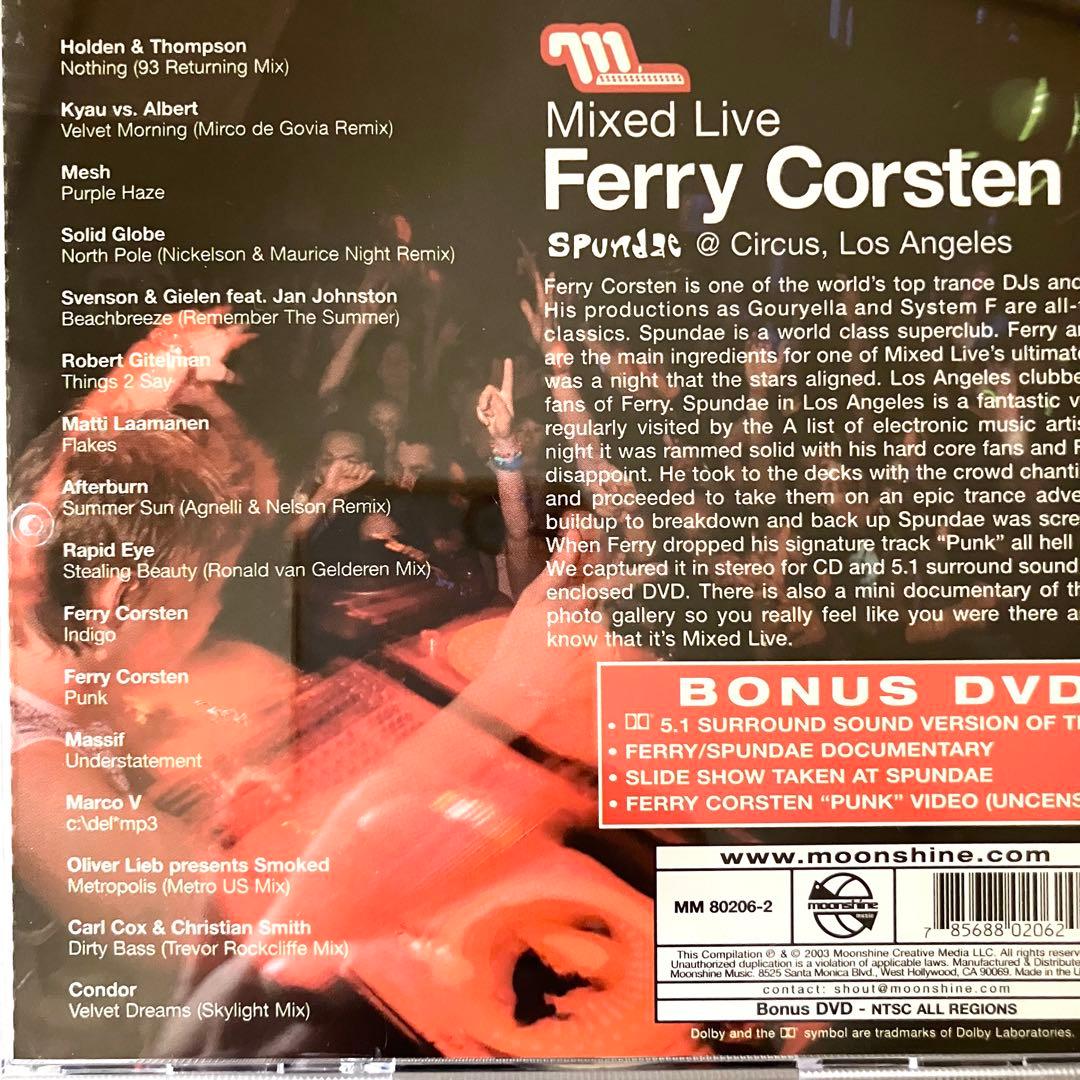 Holden & Thompson
Nothing (93 Returning Mix)
Kyau vs. Albert
Velvet Morning (Mirco de Govia Remix)
Mesh
Purple Haze
Solid Globe
North Pole (Nickelson & Maurice Night Remix)
Svenson & Gielen feat. Jan Johnston
Beachbreeze (Remember The Summer)
Robert Gitelman
Things 2 Say
Matti Laamanen
Flakes
Afterburn
Summer Sun (Agnelli & Nelson Remix)
Rapid Eye
Stealing Beauty (Ronald van Gelderen Mix)
Ferry Corsten
Indigo
Ferry Corsten
Punk
Massif
Understatement
Marco V
c:\del*mp3
Oliver Lieb presents Smoked
Metropolis (Metro US Mix)
Carl Cox & Christian Smith
Dirty Bass (Trevor Rockcliffe Mix)
Condor
Velvet Dreams (Skylight Mix)
Mixed Live
Ferry Corsten
Spundae @ Circus, Los Angeles
Ferry Corsten is one of the world's top trance DJs and
His productions as Gouryella and System F are all-
classics. Spundae is a world class superclub. Ferry
are the main ingredients for one of Mixed Live's ultimate
was a night that the stars aligned. Los Angeles
fans of Ferry. Spundae in Los Angeles is a fantastic
regularly visited by the A list of electronic music
night it was rammed solid with his hard core fans and
disappoint. He took to the decks with the crowd
and proceeded to take them on an epic trance
buildup to breakdown and back up Spundae was
When Ferry dropped his signature track “Punk” all hell
We captured it in stereo for CD and 5.1 surround sound
enclosed DVD. There is also a mini documentary of
photo gallery so you really feel like you were there
know that it's Mixed Live.
BONUS DVD
• 5.1 SURROUND SOUND VERSION OF
• FERRY/SPUNDAE DOCUMENTARY
• SLIDE SHOW TAKEN AT SPUNDAE
• FERRY CORSTEN “PUNK” VIDEO (UNCENS
www.moonshine.com
MM 80206-2
moonshine
music
7 85688 02062
This Compilation ℗ & © 2003 Moonshine Creative Media LLC. All rights
Unauthorized duplication is a violation of applicable laws. Manufactured &
Moonshine Music. 8525 Santa Monica Blvd., West Hollywood, CA 90069. Made in the
contact: shout@moonshine.com
Bonus DVD - NTSC ALL REGIONS
Dolby and the symbol are trademarks of Dolby Laboratories.